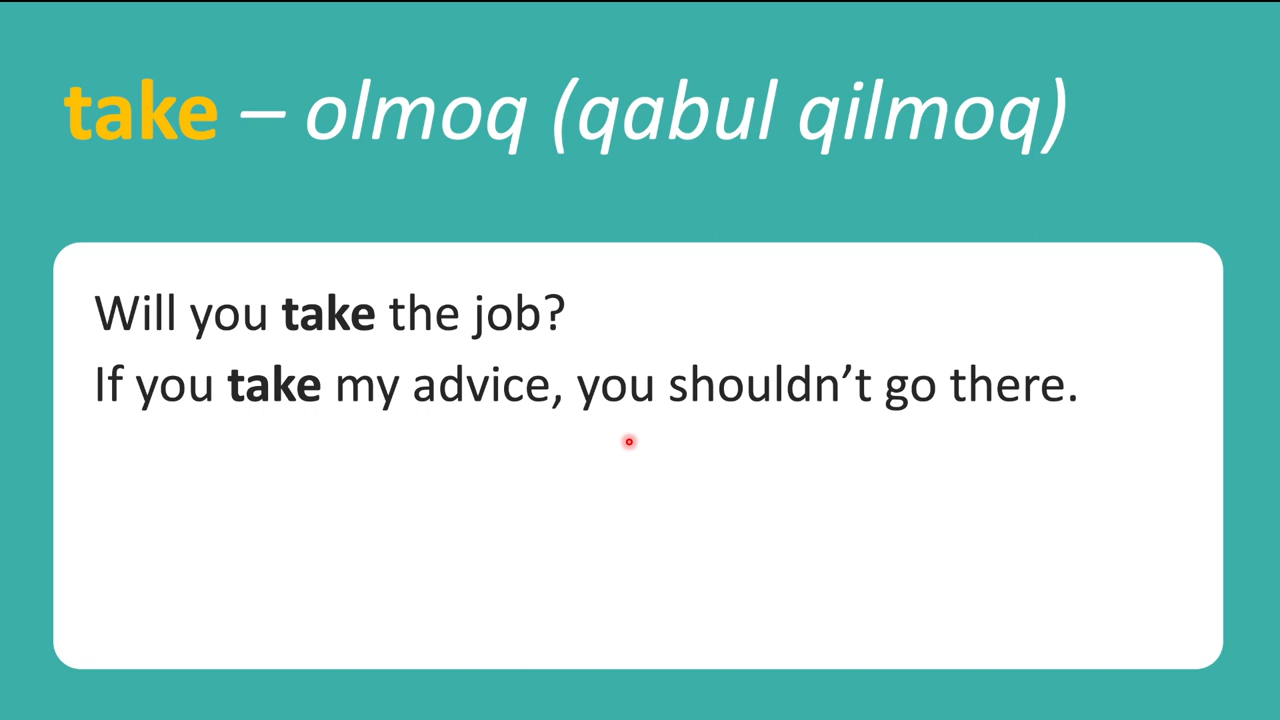 take – olmoq (qabul qilmoq)
Will you take the job?
If you take my advice, you shouldn’t go there.